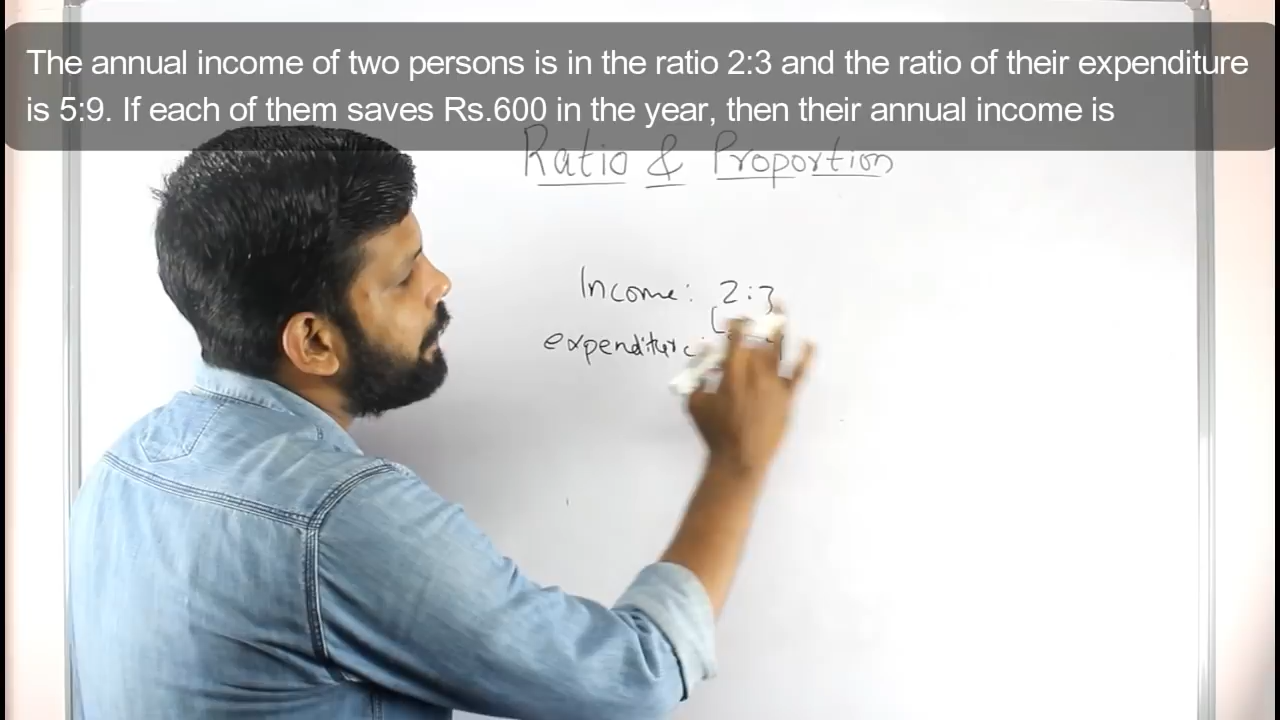 The annual income of two persons is in the ratio 2:3 and the ratio of their expenditure
is 5:9. If each of them saves Rs.600 in the year, then their annual income is
Ratio & Proportion
Income: 2:3
expenditure: